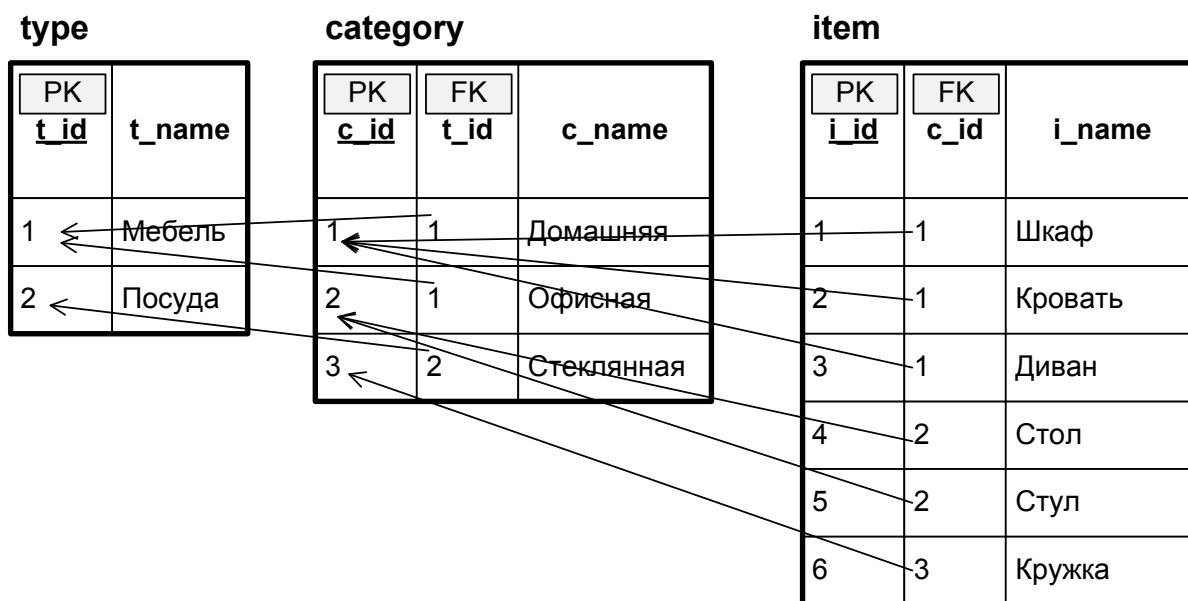 type category item
PK PK FK PK FK
t_id t_name c_id t_id c_name i_id c_id i_name
1 Мебель 1 1 Домашняя 1 1 Шкаф
2 Посуда 2 1 Офисная 2 1 Кровать
3 2 Стеклянная 3 1 Диван
4 2 Стол
5 2 Стул
6 3 Кружка